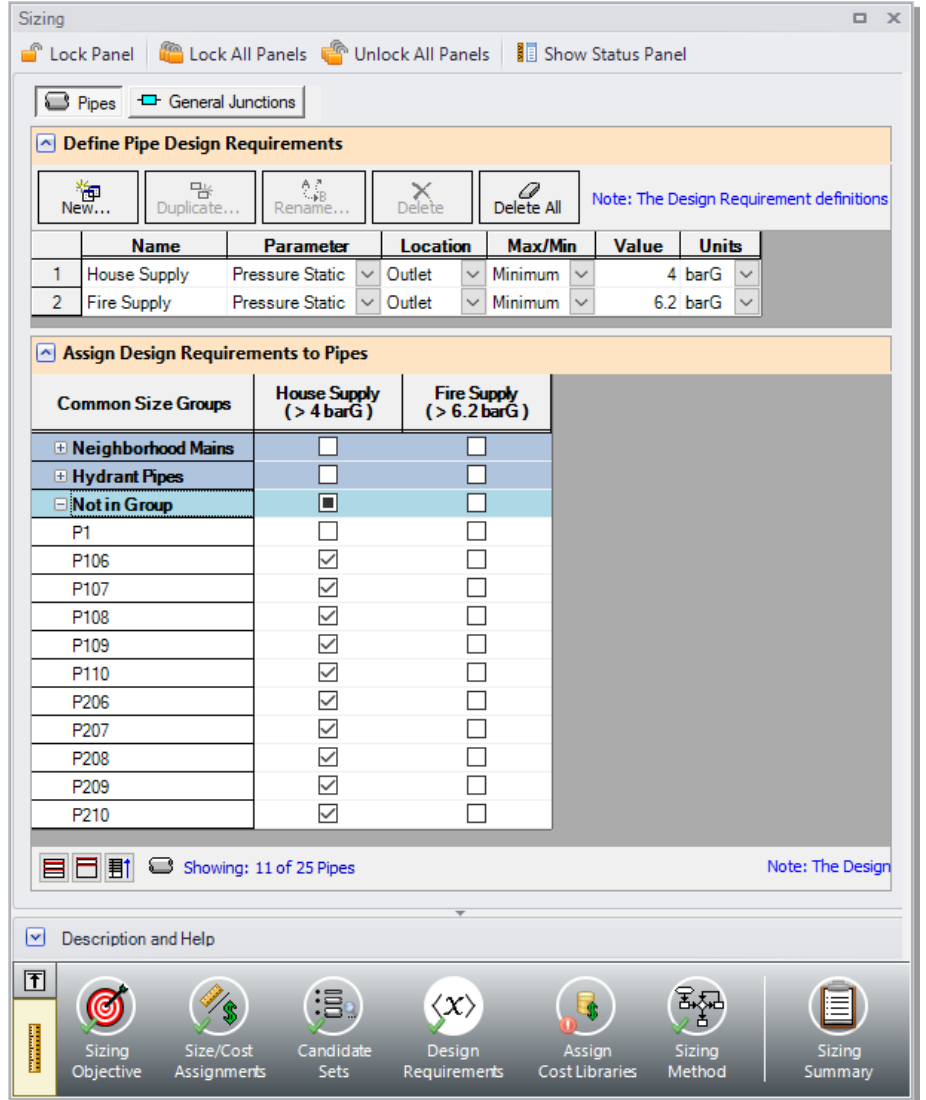 Sizing
Lock Panel Lock All Panels Unlock All Panels Show Status Panel
Pipes General Junctions
Define Pipe Design Requirements
New... Duplicate... Rename... Delete Delete All Note: The Design Requirement definitions
Name Parameter Location Max/Min Value Units
1 House Supply Pressure Static Outlet Minimum 4 barG
2 Fire Supply Pressure Static Outlet Minimum 6.2 barG
Assign Design Requirements to Pipes
Common Size Groups House Supply ( > 4 barG ) Fire Supply ( > 6.2 barG )
Neighborhood Mains
Hydrant Pipes
Not in Group
P1
P106
P107
P108
P109
P110
P206
P207
P208
P209
P210
Showing: 11 of 25 Pipes Note: The Design
Description and Help
Sizing Objective Size/Cost Assignments Candidate Sets Design Requirements Assign Cost Libraries Sizing Method Sizing Summary